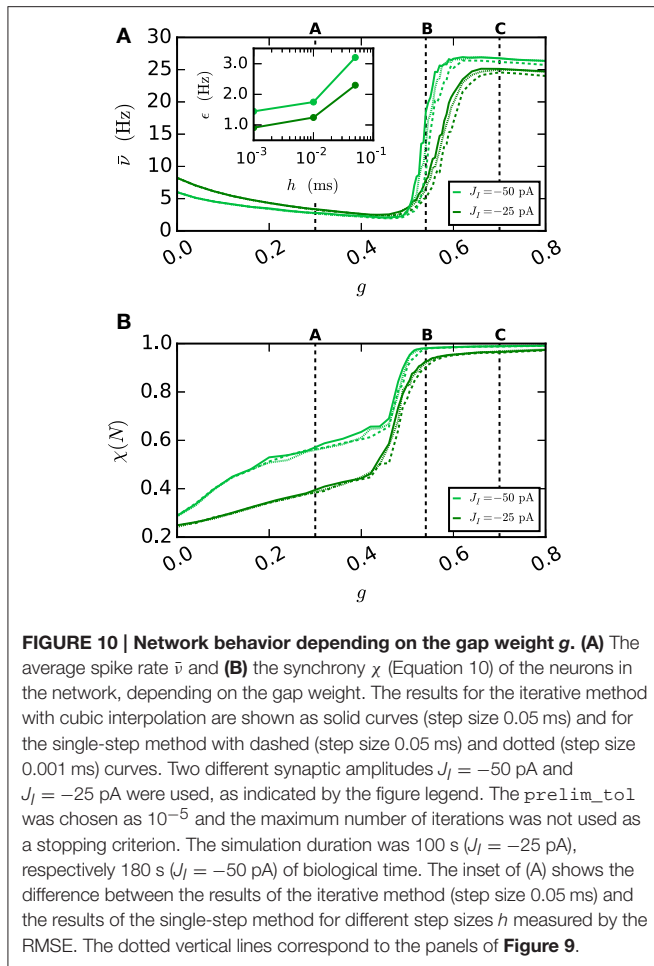 A B C
A
30
25
20
15
10
5
0
ν̄ (Hz)
3.0
2.0
1.0
ϵ (Hz)
10⁻³ 10⁻² 10⁻¹
h (ms)
J_I = −50 pA
J_I = −25 pA
0.0 0.2 0.4 0.6 0.8
g
B
A B C
1.0
0.8
0.6
0.4
0.2
χ(N)
J_I = −50 pA
J_I = −25 pA
0.0 0.2 0.4 0.6 0.8
g
FIGURE 10 | Network behavior depending on the gap weight g. (A) The
average spike rate ν̄ and (B) the synchrony χ (Equation 10) of the neurons in
the network, depending on the gap weight. The results for the iterative method
with cubic interpolation are shown as solid curves (step size 0.05 ms) and for
the single-step method with dashed (step size 0.05 ms) and dotted (step size
0.001 ms) curves. Two different synaptic amplitudes J_I = −50 pA and
J_I = −25 pA were used, as indicated by the figure legend. The prelim_tol
was chosen as 10⁻⁵ and the maximum number of iterations was not used as
a stopping criterion. The simulation duration was 100 s (J_I = −25 pA),
respectively 180 s (J_I = −50 pA) of biological time. The inset of (A) shows the
difference between the results of the iterative method (step size 0.05 ms) and
the results of the single-step method for different step sizes h measured by the
RMSE. The dotted vertical lines correspond to the panels of Figure 9.